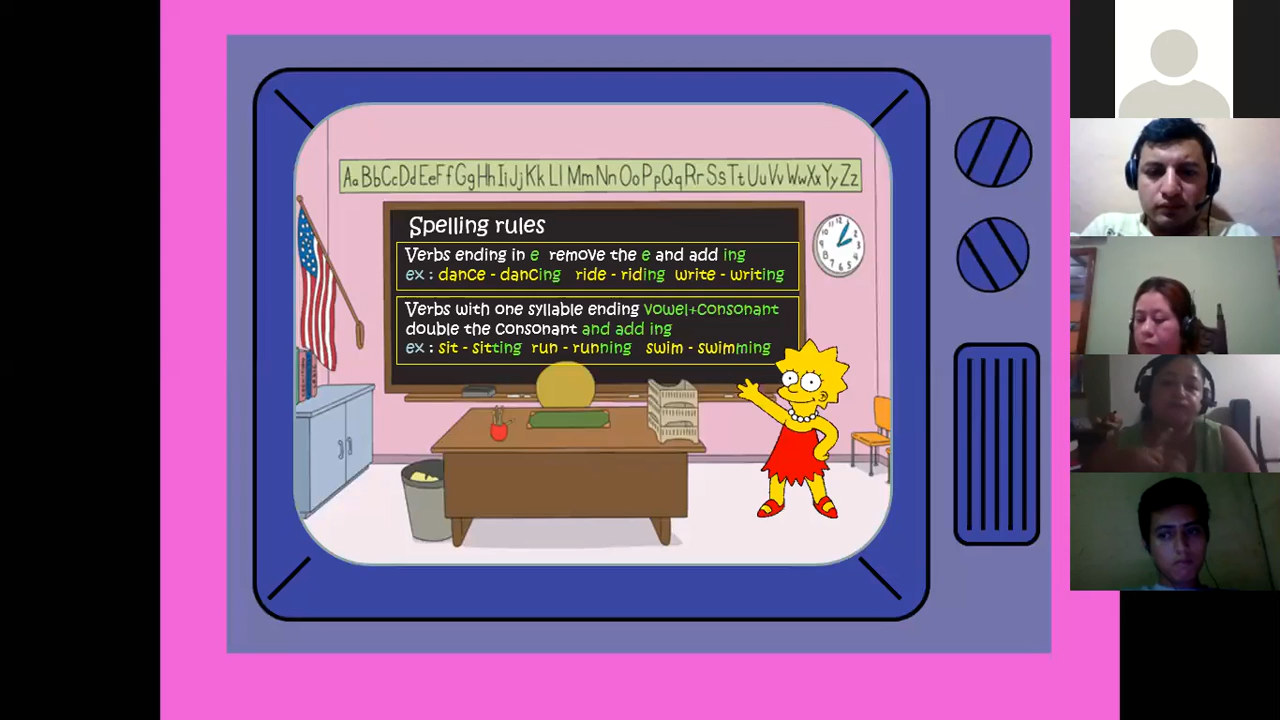 AaBbCcDdEeFfGgHhIiJjKkLlMmNnOoPpQqRrSsTtUuVvWwXxYyZz
Spelling rules
Verbs ending in e remove the e and add ing
ex : dance - dancing ride - riding write - writing
Verbs with one syllable ending vowel+consonant
double the consonant and add ing
ex : sit - sitting run - running swim - swimming